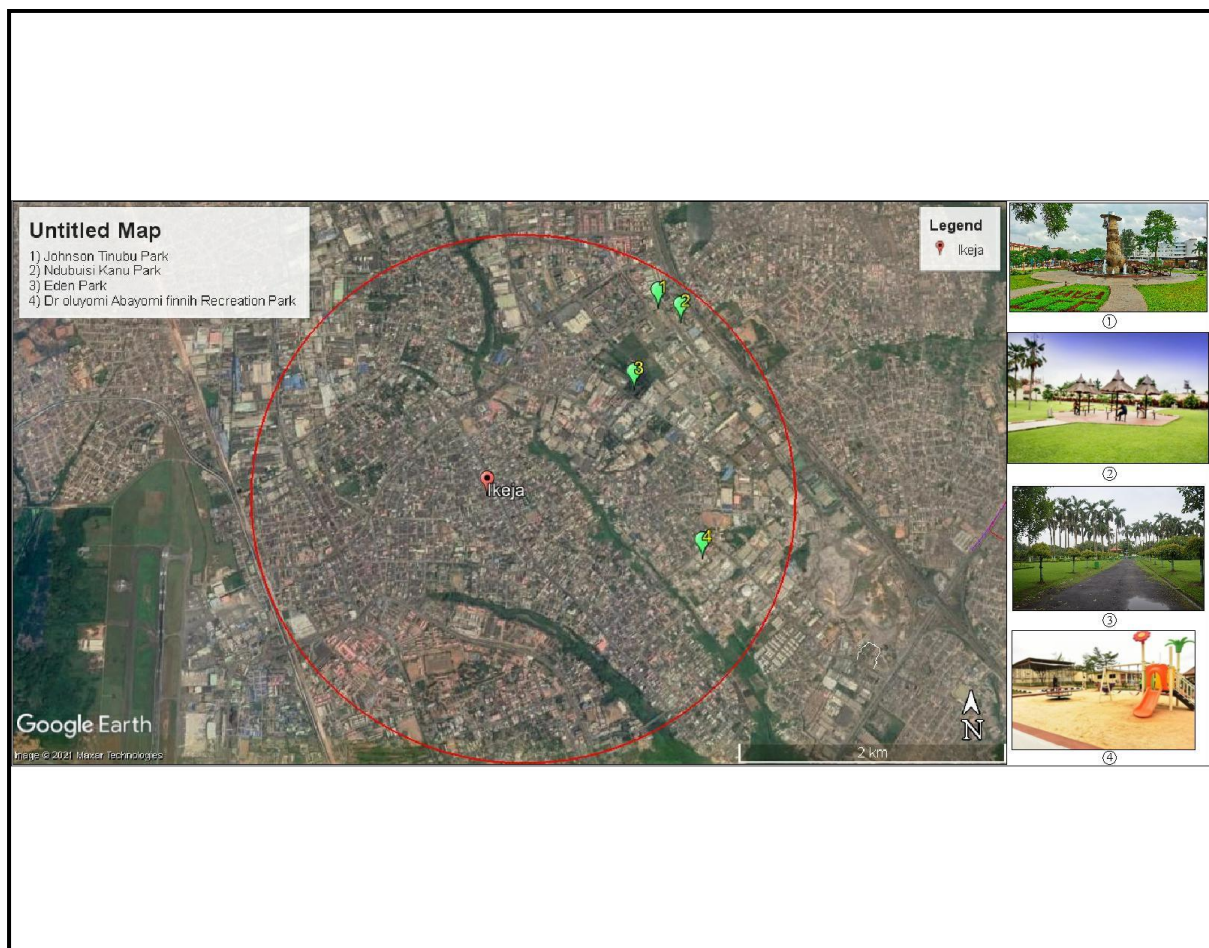 Untitled Map
1) Johnson Tinubu Park
2) Ndubuisi Kanu Park
3) Eden Park
4) Dr oluyomi Abayomi finnih Recreation Park
Legend
Ikeja
1
2
3
Ikeja
4
Google Earth
Image © 2021 Maxar Technologies
N
2 km
①
②
③
④